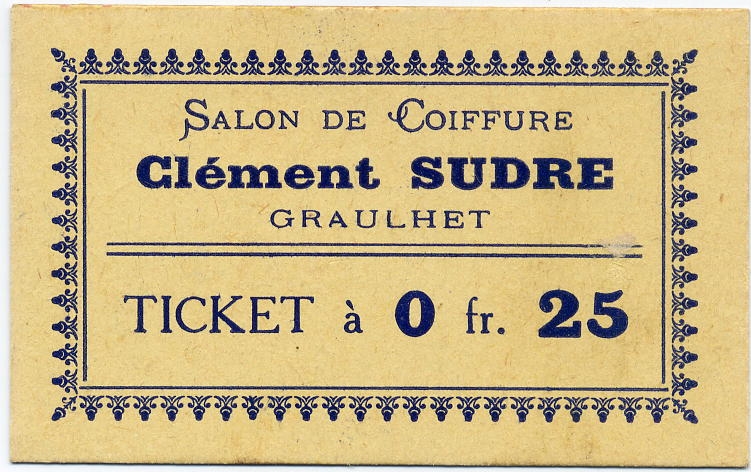 SALON DE COIFFURE
Clément SUDRE
GRAULHET
TICKET à 0 fr. 25